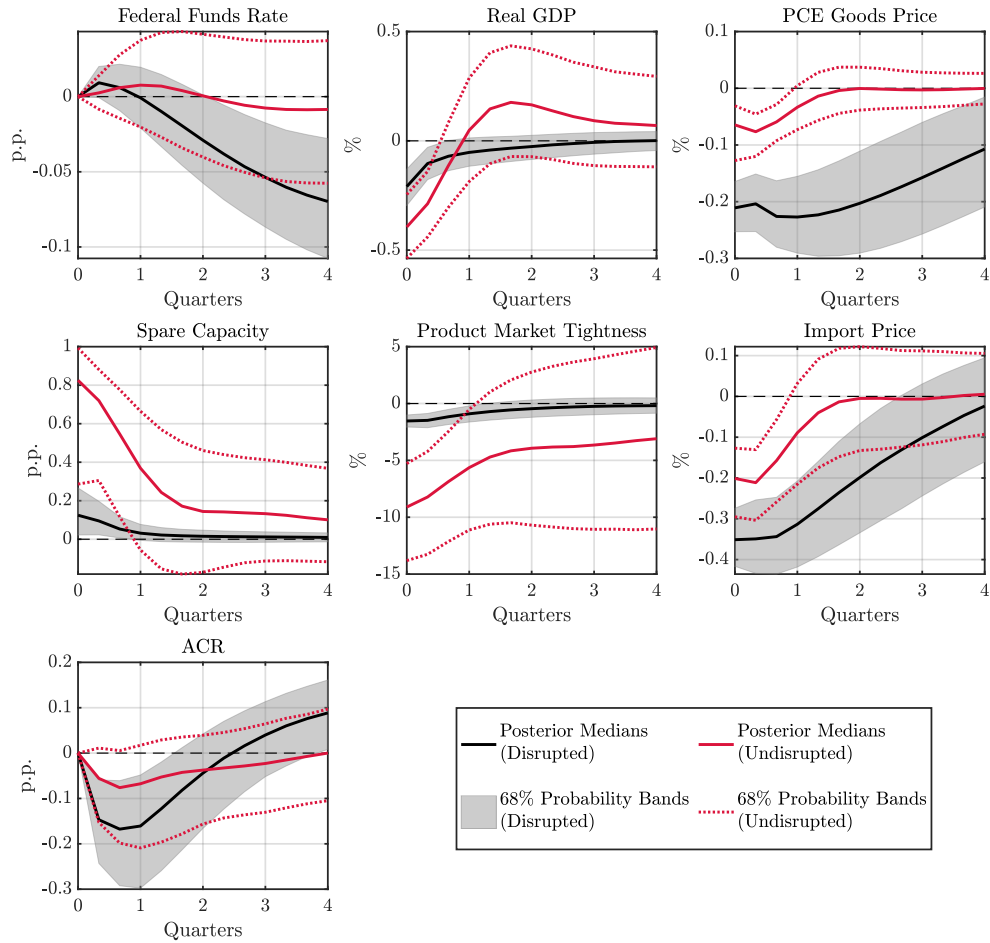 Federal Funds Rate
p.p.
0
-0.05
-0.1
0 1 2 3 4
Quarters
Real GDP
%
0.5
0
-0.5
0 1 2 3 4
Quarters
PCE Goods Price
%
0.1
0
-0.1
-0.2
-0.3
0 1 2 3 4
Quarters
Spare Capacity
p.p.
1
0.8
0.6
0.4
0.2
0
0 1 2 3 4
Quarters
Product Market Tightness
%
5
0
-5
-10
-15
0 1 2 3 4
Quarters
Import Price
%
0.1
0
-0.1
-0.2
-0.3
-0.4
0 1 2 3 4
Quarters
ACR
p.p.
0.2
0.1
0
-0.1
-0.2
-0.3
0 1 2 3 4
Quarters
Posterior Medians
(Disrupted)
Posterior Medians
(Undisrupted)
68% Probability Bands
(Disrupted)
68% Probability Bands
(Undisrupted)